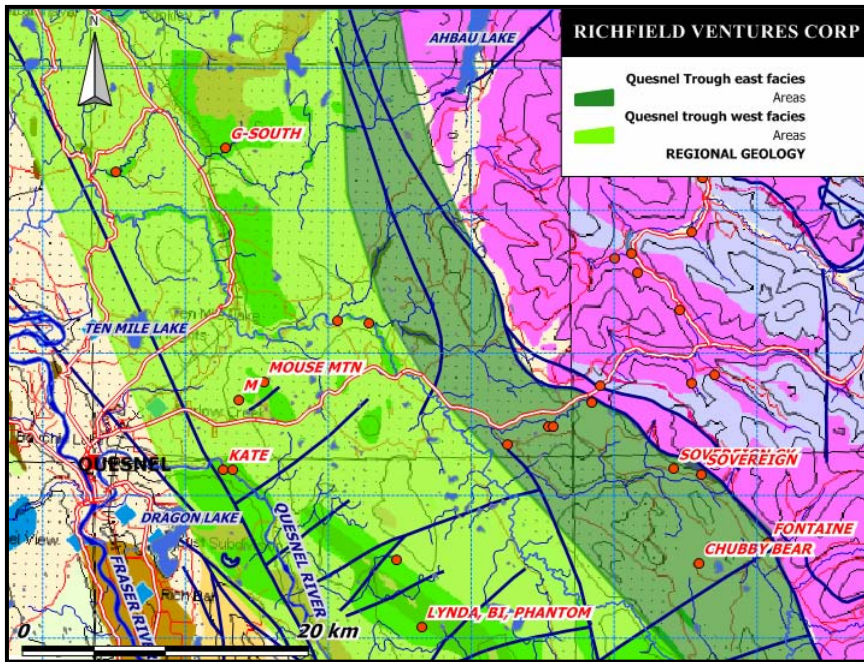 RICHFIELD VENTURES CORP
Quesnel Trough east facies
Areas
Quesnel trough west facies
Areas
REGIONAL GEOLOGY
N
AHBAU LAKE
G-SOUTH
TEN MILE LAKE
MOUSE MTN
M
KATE
QUESNEL
SOVEREIGN
DRAGON LAKE
QUESNEL RIVER
FONTAINE
CHUBBY BEAR
FRASER RIVER
LYNDA, BI, PHANTOM
0
20 km